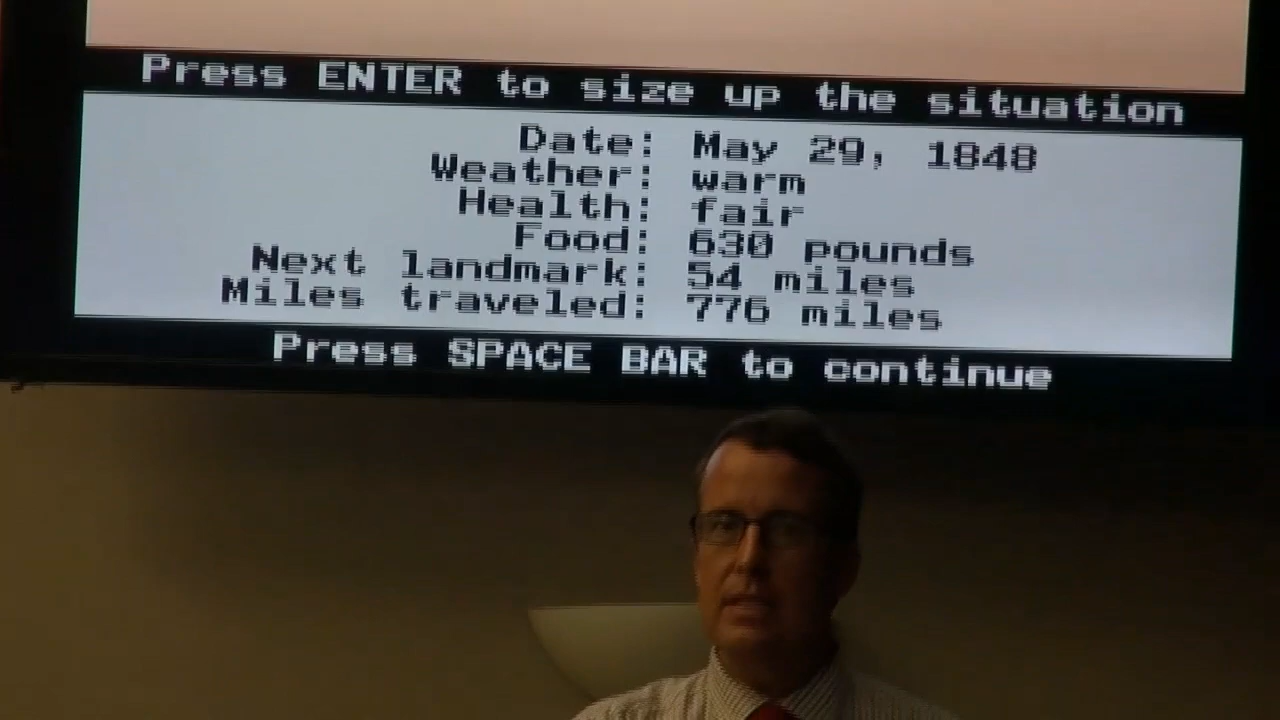 Press ENTER to size up the situation
Date: May 29, 1848
Weather: warm
Health: fair
Food: 630 pounds
Next landmark: 54 miles
Miles traveled: 776 miles
Press SPACE BAR to continue